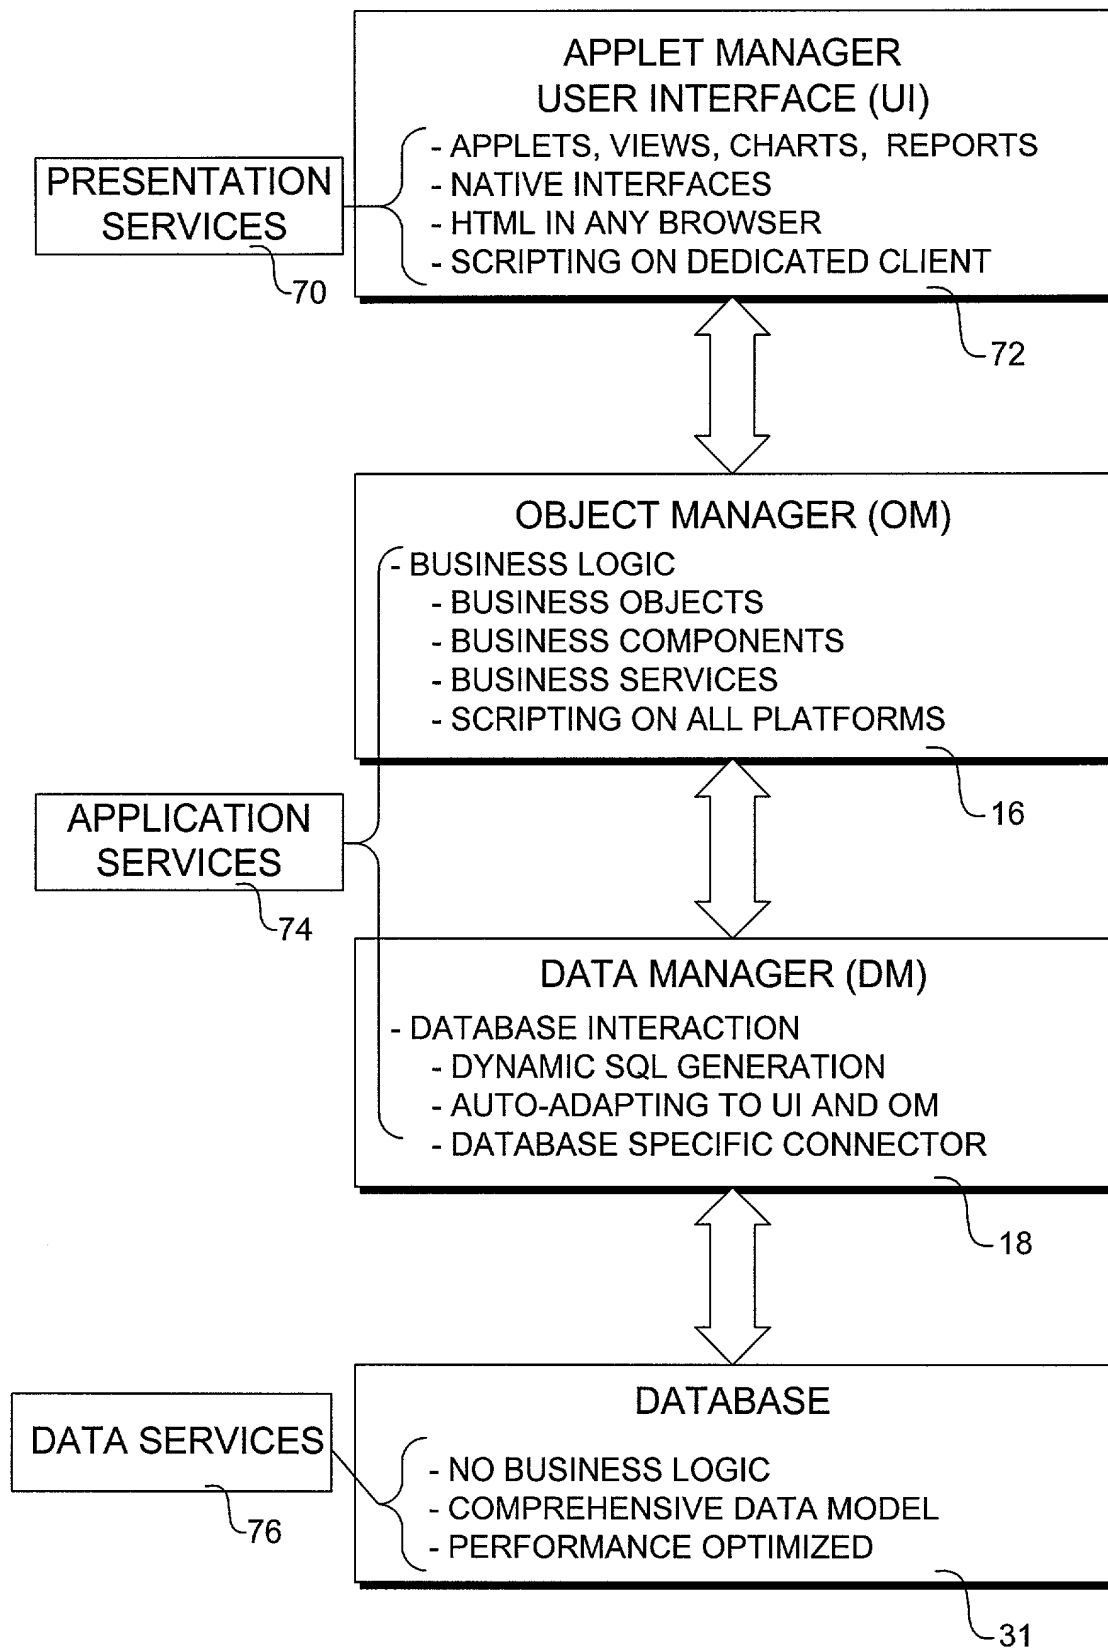 APPLET MANAGER
USER INTERFACE (UI)
- APPLETS, VIEWS, CHARTS, REPORTS
- NATIVE INTERFACES
- HTML IN ANY BROWSER
- SCRIPTING ON DEDICATED CLIENT
PRESENTATION
SERVICES
70
72
OBJECT MANAGER (OM)
- BUSINESS LOGIC
- BUSINESS OBJECTS
- BUSINESS COMPONENTS
- BUSINESS SERVICES
- SCRIPTING ON ALL PLATFORMS
16
APPLICATION
SERVICES
74
DATA MANAGER (DM)
- DATABASE INTERACTION
- DYNAMIC SQL GENERATION
- AUTO-ADAPTING TO UI AND OM
- DATABASE SPECIFIC CONNECTOR
18
DATABASE
DATA SERVICES
76
- NO BUSINESS LOGIC
- COMPREHENSIVE DATA MODEL
- PERFORMANCE OPTIMIZED
31